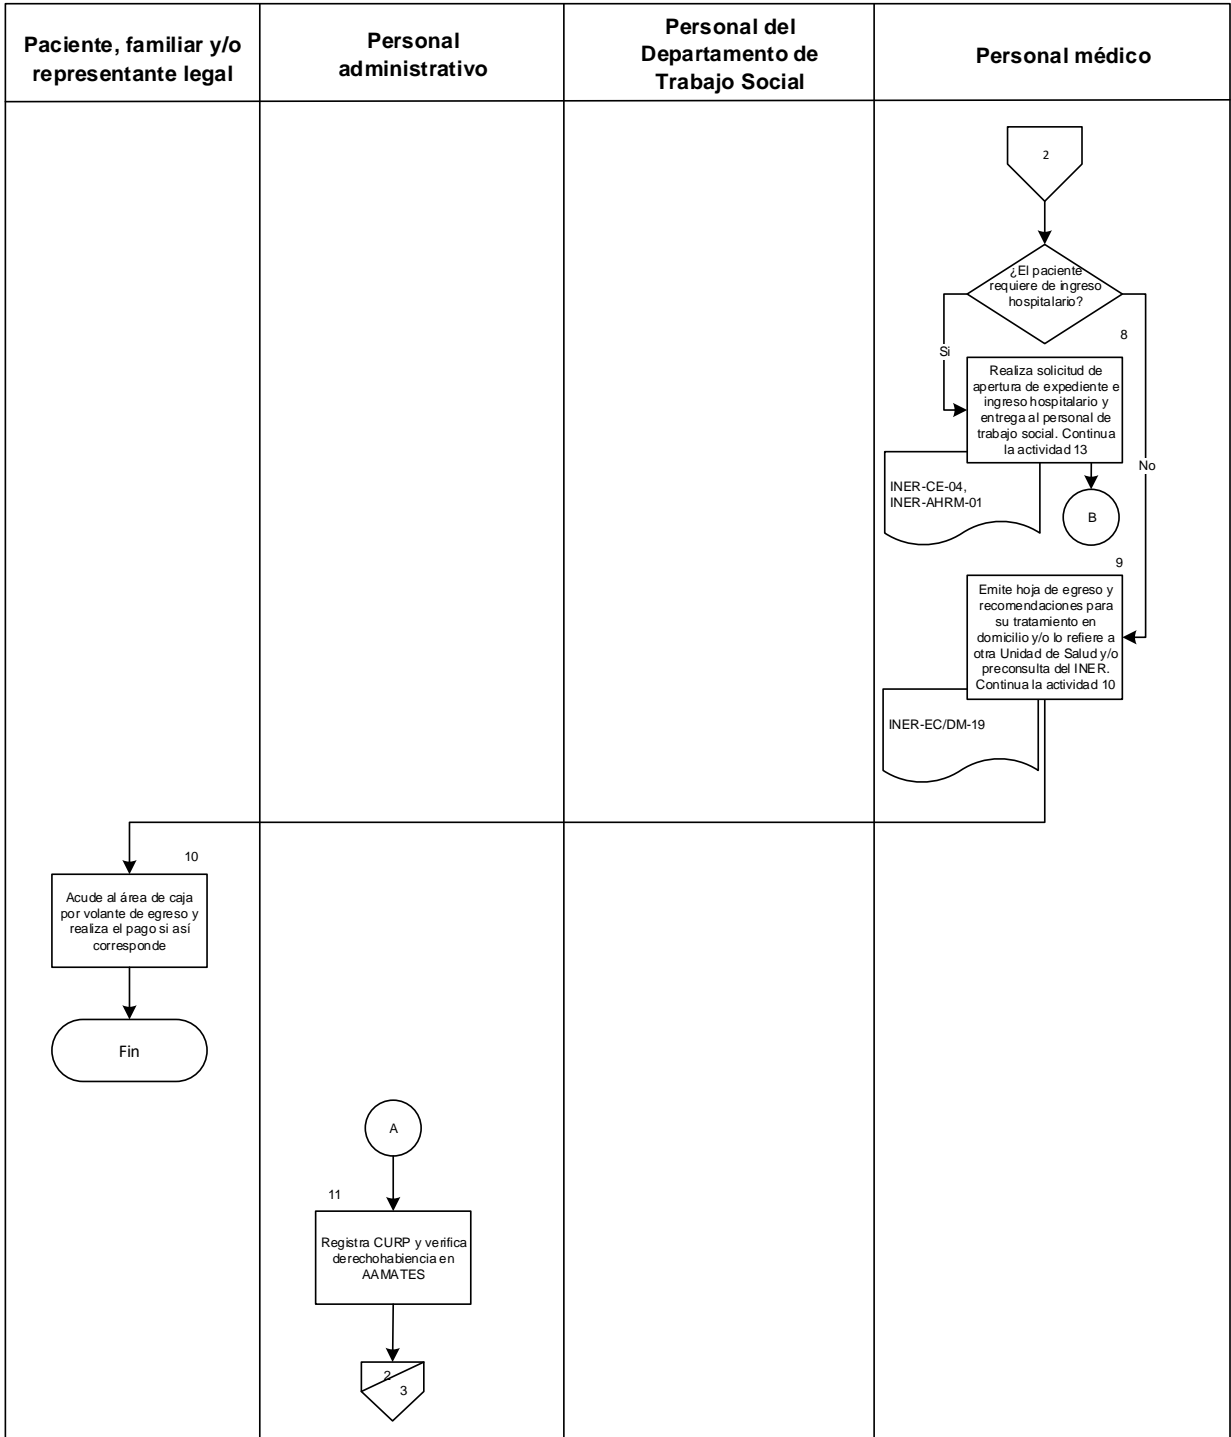 Paciente, familiar y/o
representante legal
Personal
administrativo
Personal del
Departamento de
Trabajo Social
Personal médico
2
¿El paciente
requiere de ingreso
hospitalario?
8
Si
Realiza solicitud de
apertura de expediente e
ingreso hospitalario y
entrega al personal de
trabajo social. Continua
la actividad 13
No
INER-CE-04,
INER-AHRM-01
B
9
Emite hoja de egreso y
recomendaciones para
su tratamiento en
domicilio y/o lo refiere a
otra Unidad de Salud y/o
preconsulta del INER.
Continua la actividad 10
INER-EC/DM-19
10
Acude al área de caja
por volante de egreso y
realiza el pago si así
corresponde
Fin
A
11
Registra CURP y verifica
derechohabiencia en
AAMATES
2
3